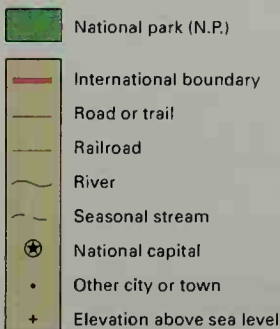 National park (N.P.)
International boundary
Road or trail
Railroad
River
Seasonal stream
National capital
Other city or town
Elevation above sea level